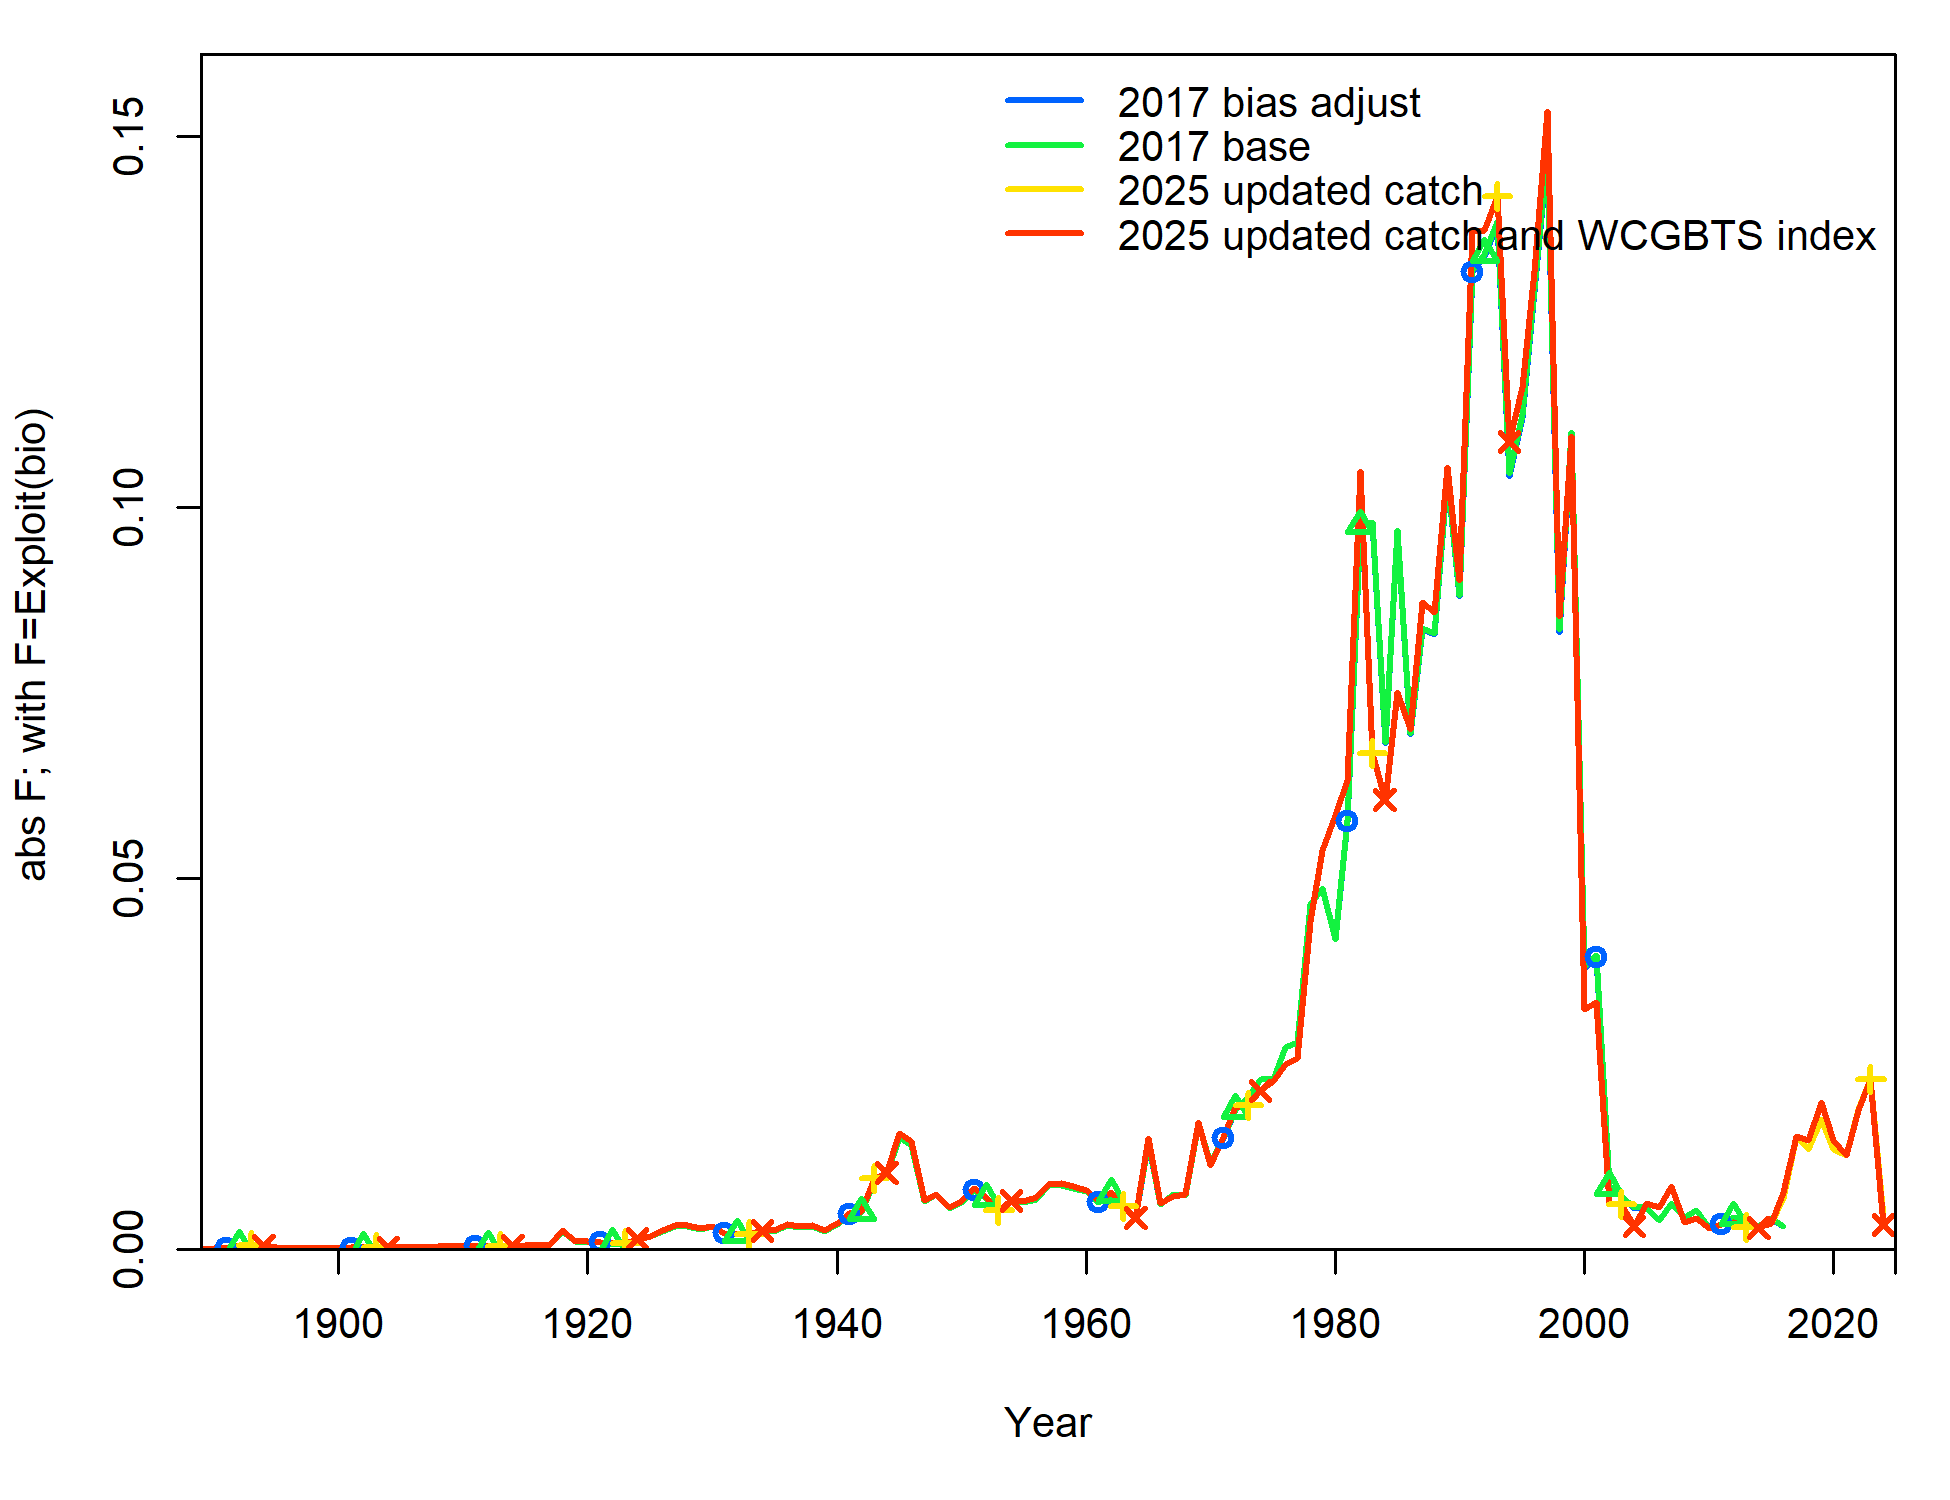 2017 bias adjust
2017 base
2025 updated catch
2025 updated catch and WCGBTS index
abs F; with F=Exploit(bio)
0.15
0.10
0.05
0.00
1900 1920 1940 1960 1980 2000 2020
Year